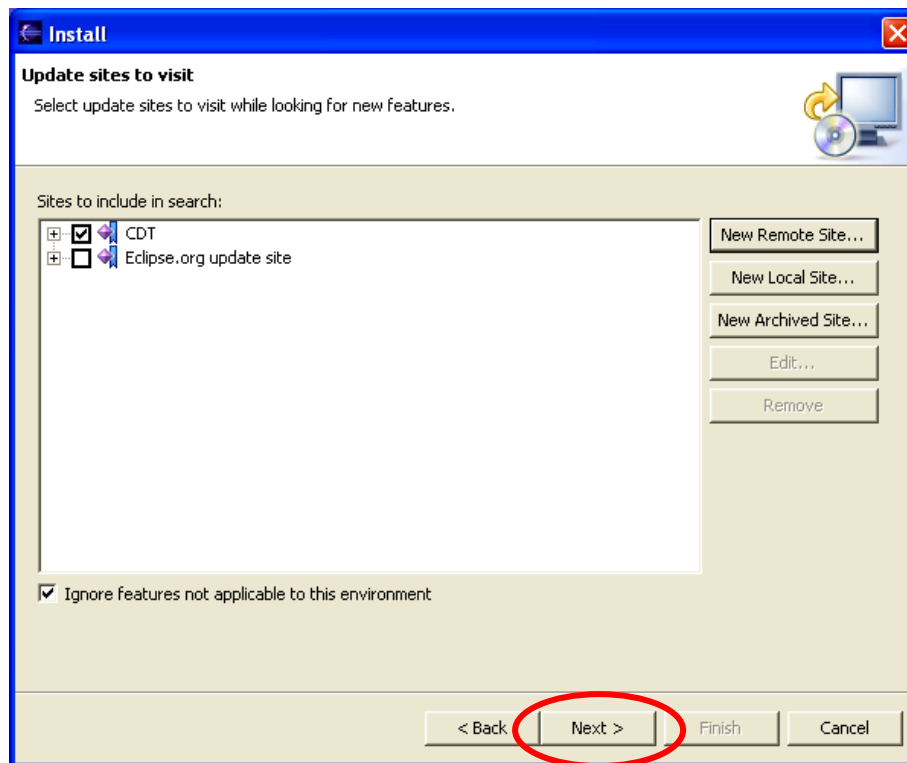 Install
Update sites to visit
Select update sites to visit while looking for new features.
Sites to include in search:
CDT
Eclipse.org update site
New Remote Site...
New Local Site...
New Archived Site...
Edit...
Remove
Ignore features not applicable to this environment
< Back
Next >
Finish
Cancel